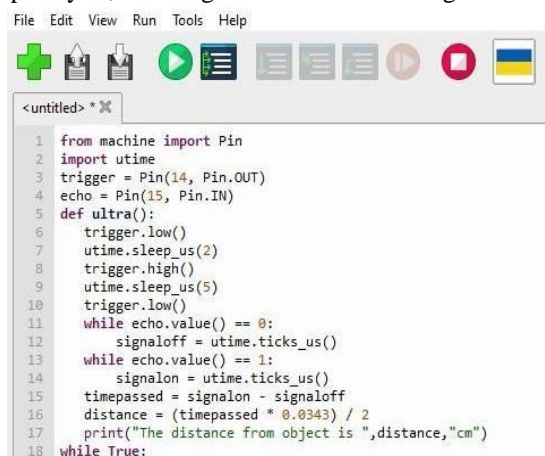 File Edit View Run Tools Help
<untitled> *
1 from machine import Pin
2 import utime
3 trigger = Pin(14, Pin.OUT)
4 echo = Pin(15, Pin.IN)
5 def ultra():
6    trigger.low()
7    utime.sleep_us(2)
8    trigger.high()
9    utime.sleep_us(5)
10    trigger.low()
11    while echo.value() == 0:
12        signaloff = utime.ticks_us()
13    while echo.value() == 1:
14        signalon = utime.ticks_us()
15    timepassed = signalon - signaloff
16    distance = (timepassed * 0.0343) / 2
17    print("The distance from object is ",distance,"cm")
18 while True: